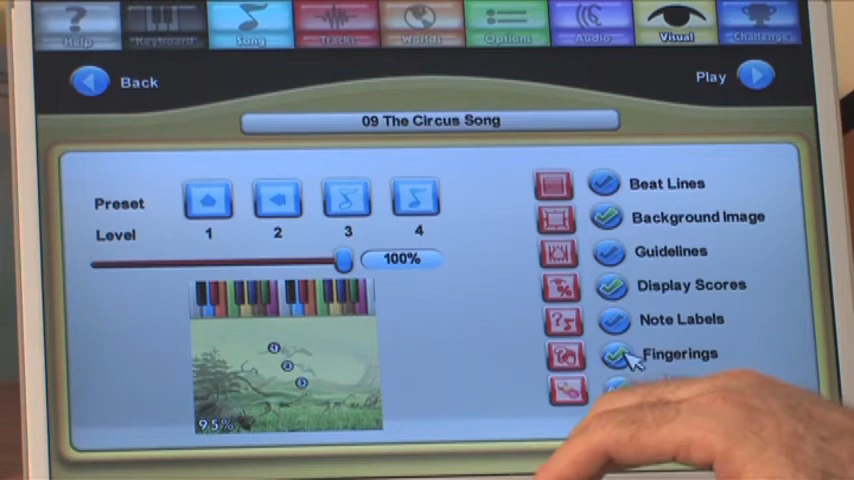 Help Keyboard Song Tracks Worlds Options Audio Visual Challenge
Back
Play
09 The Circus Song
Preset
Level 1 2 3 4
100%
Beat Lines
Background Image
Guidelines
Display Scores
Note Labels
Fingerings
95%